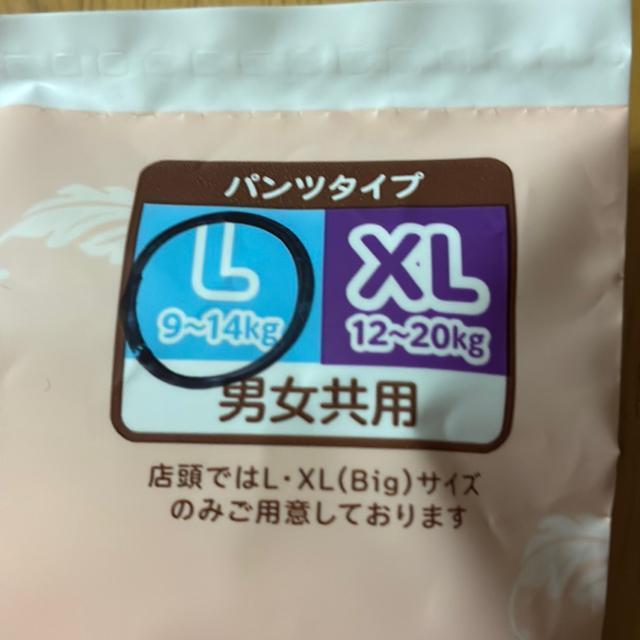 パンツタイプ
L XL
9~14kg 12~20kg
男女共用
店頭ではL・XL(Big)サイズ
のみご用意しております